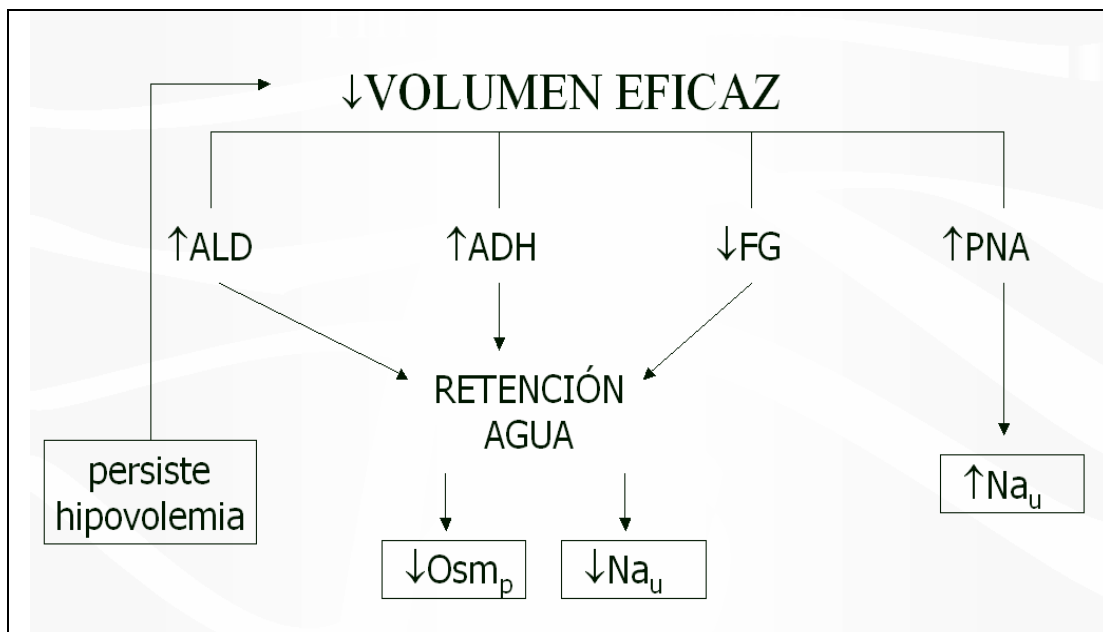 ↓VOLUMEN EFICAZ
↑ALD
↑ADH
↓FG
↑PNA
RETENCIÓN
AGUA
persiste
hipovolemia
↑Naᵤ
↓Osmₚ
↓Naᵤ